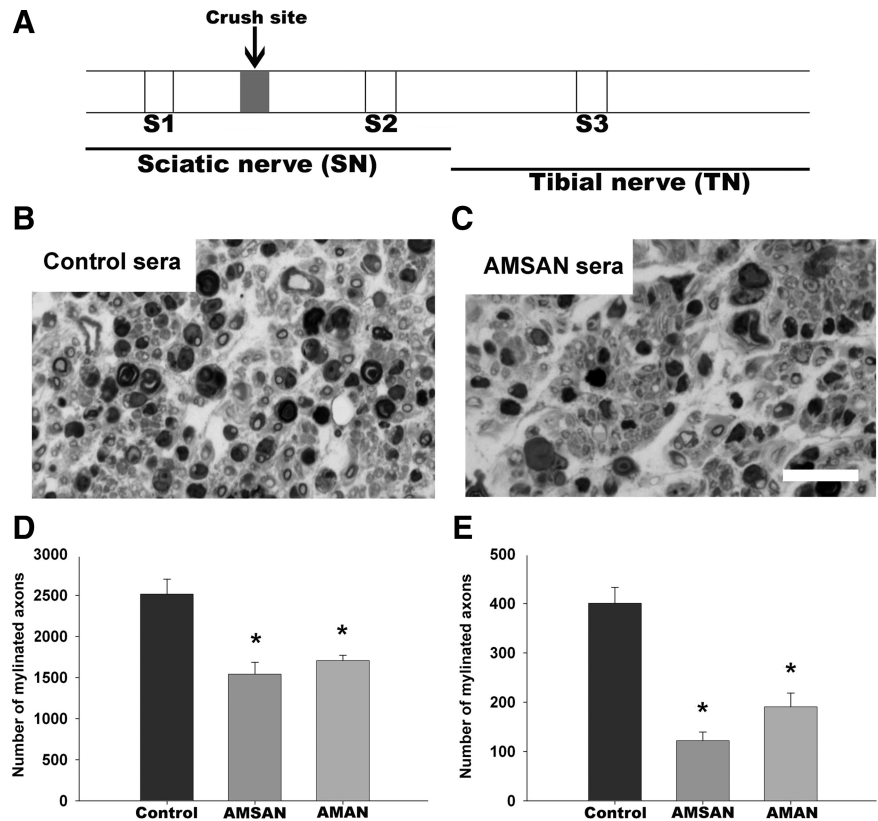 A
Crush site
S1 S2 S3
Sciatic nerve (SN)
Tibial nerve (TN)
B
Control sera
C
AMSAN sera
D
Number of mylinated axons
3000
2500
2000
1500
1000
500
0
* *
Control AMSAN AMAN
E
Number of mylinated axons
500
400
300
200
100
0
* *
Control AMSAN AMAN